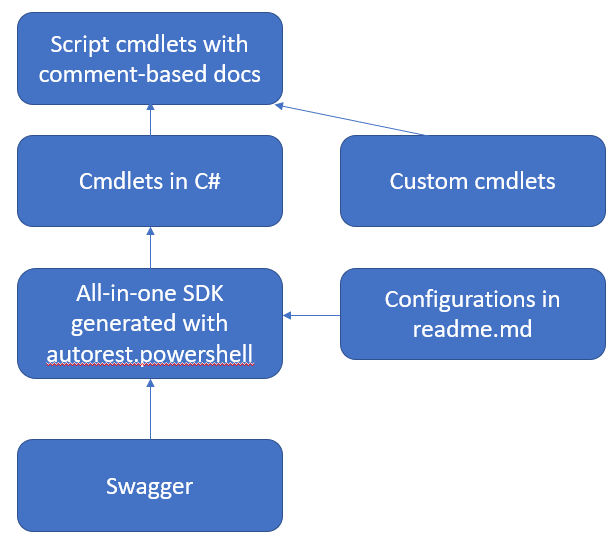 Script cmdlets with
comment-based docs
Cmdlets in C#
Custom cmdlets
All-in-one SDK
generated with
autorest.powershell
Configurations in
readme.md
Swagger